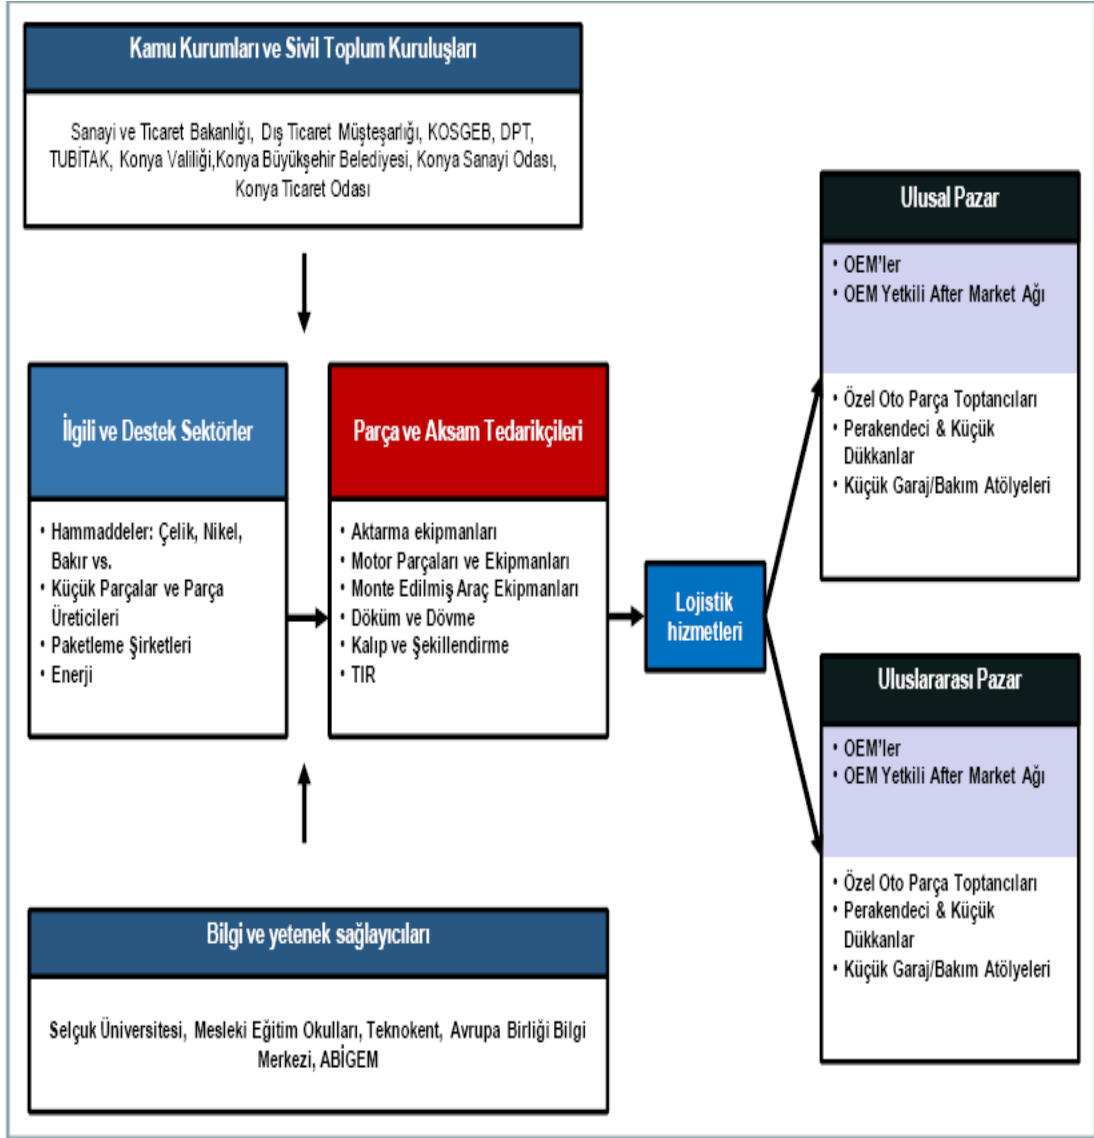 Kamu Kurumları ve Sivil Toplum Kuruluşları
Sanayi ve Ticaret Bakanlığı, Dış Ticaret Müşteşarlığı, KOSGEB, DPT,
TUBİTAK, Konya Valiliği,Konya Büyükşehir Belediyesi, Konya Sanayi Odası,
Konya Ticaret Odası
İlgili ve Destek Sektörler
• Hammaddeler: Çelik, Nikel,
Bakır vs.
• Küçük Parçalar ve Parça
Üreticileri
• Paketleme Şirketleri
• Enerji
Parça ve Aksam Tedarikçileri
• Aktarma ekipmanları
• Motor Parçaları ve Ekipmanları
• Monte Edilmiş Araç Ekipmanları
• Döküm ve Dövme
• Kalıp ve Şekillendirme
• TIR
Lojistik
hizmetleri
Ulusal Pazar
• OEM'ler
• OEM Yetkili After Market Ağı
• Özel Oto Parça Toptancıları
• Perakendeci & Küçük
Dükkanlar
• Küçük Garaj/Bakım Atölyeleri
Uluslararası Pazar
• OEM'ler
• OEM Yetkili After Market Ağı
• Özel Oto Parça Toptancıları
• Perakendeci & Küçük
Dükkanlar
• Küçük Garaj/Bakım Atölyeleri
Bilgi ve yetenek sağlayıcıları
Selçuk Üniversitesi, Mesleki Eğitim Okulları, Teknokent, Avrupa Birliği Bilgi
Merkezi, ABİGEM